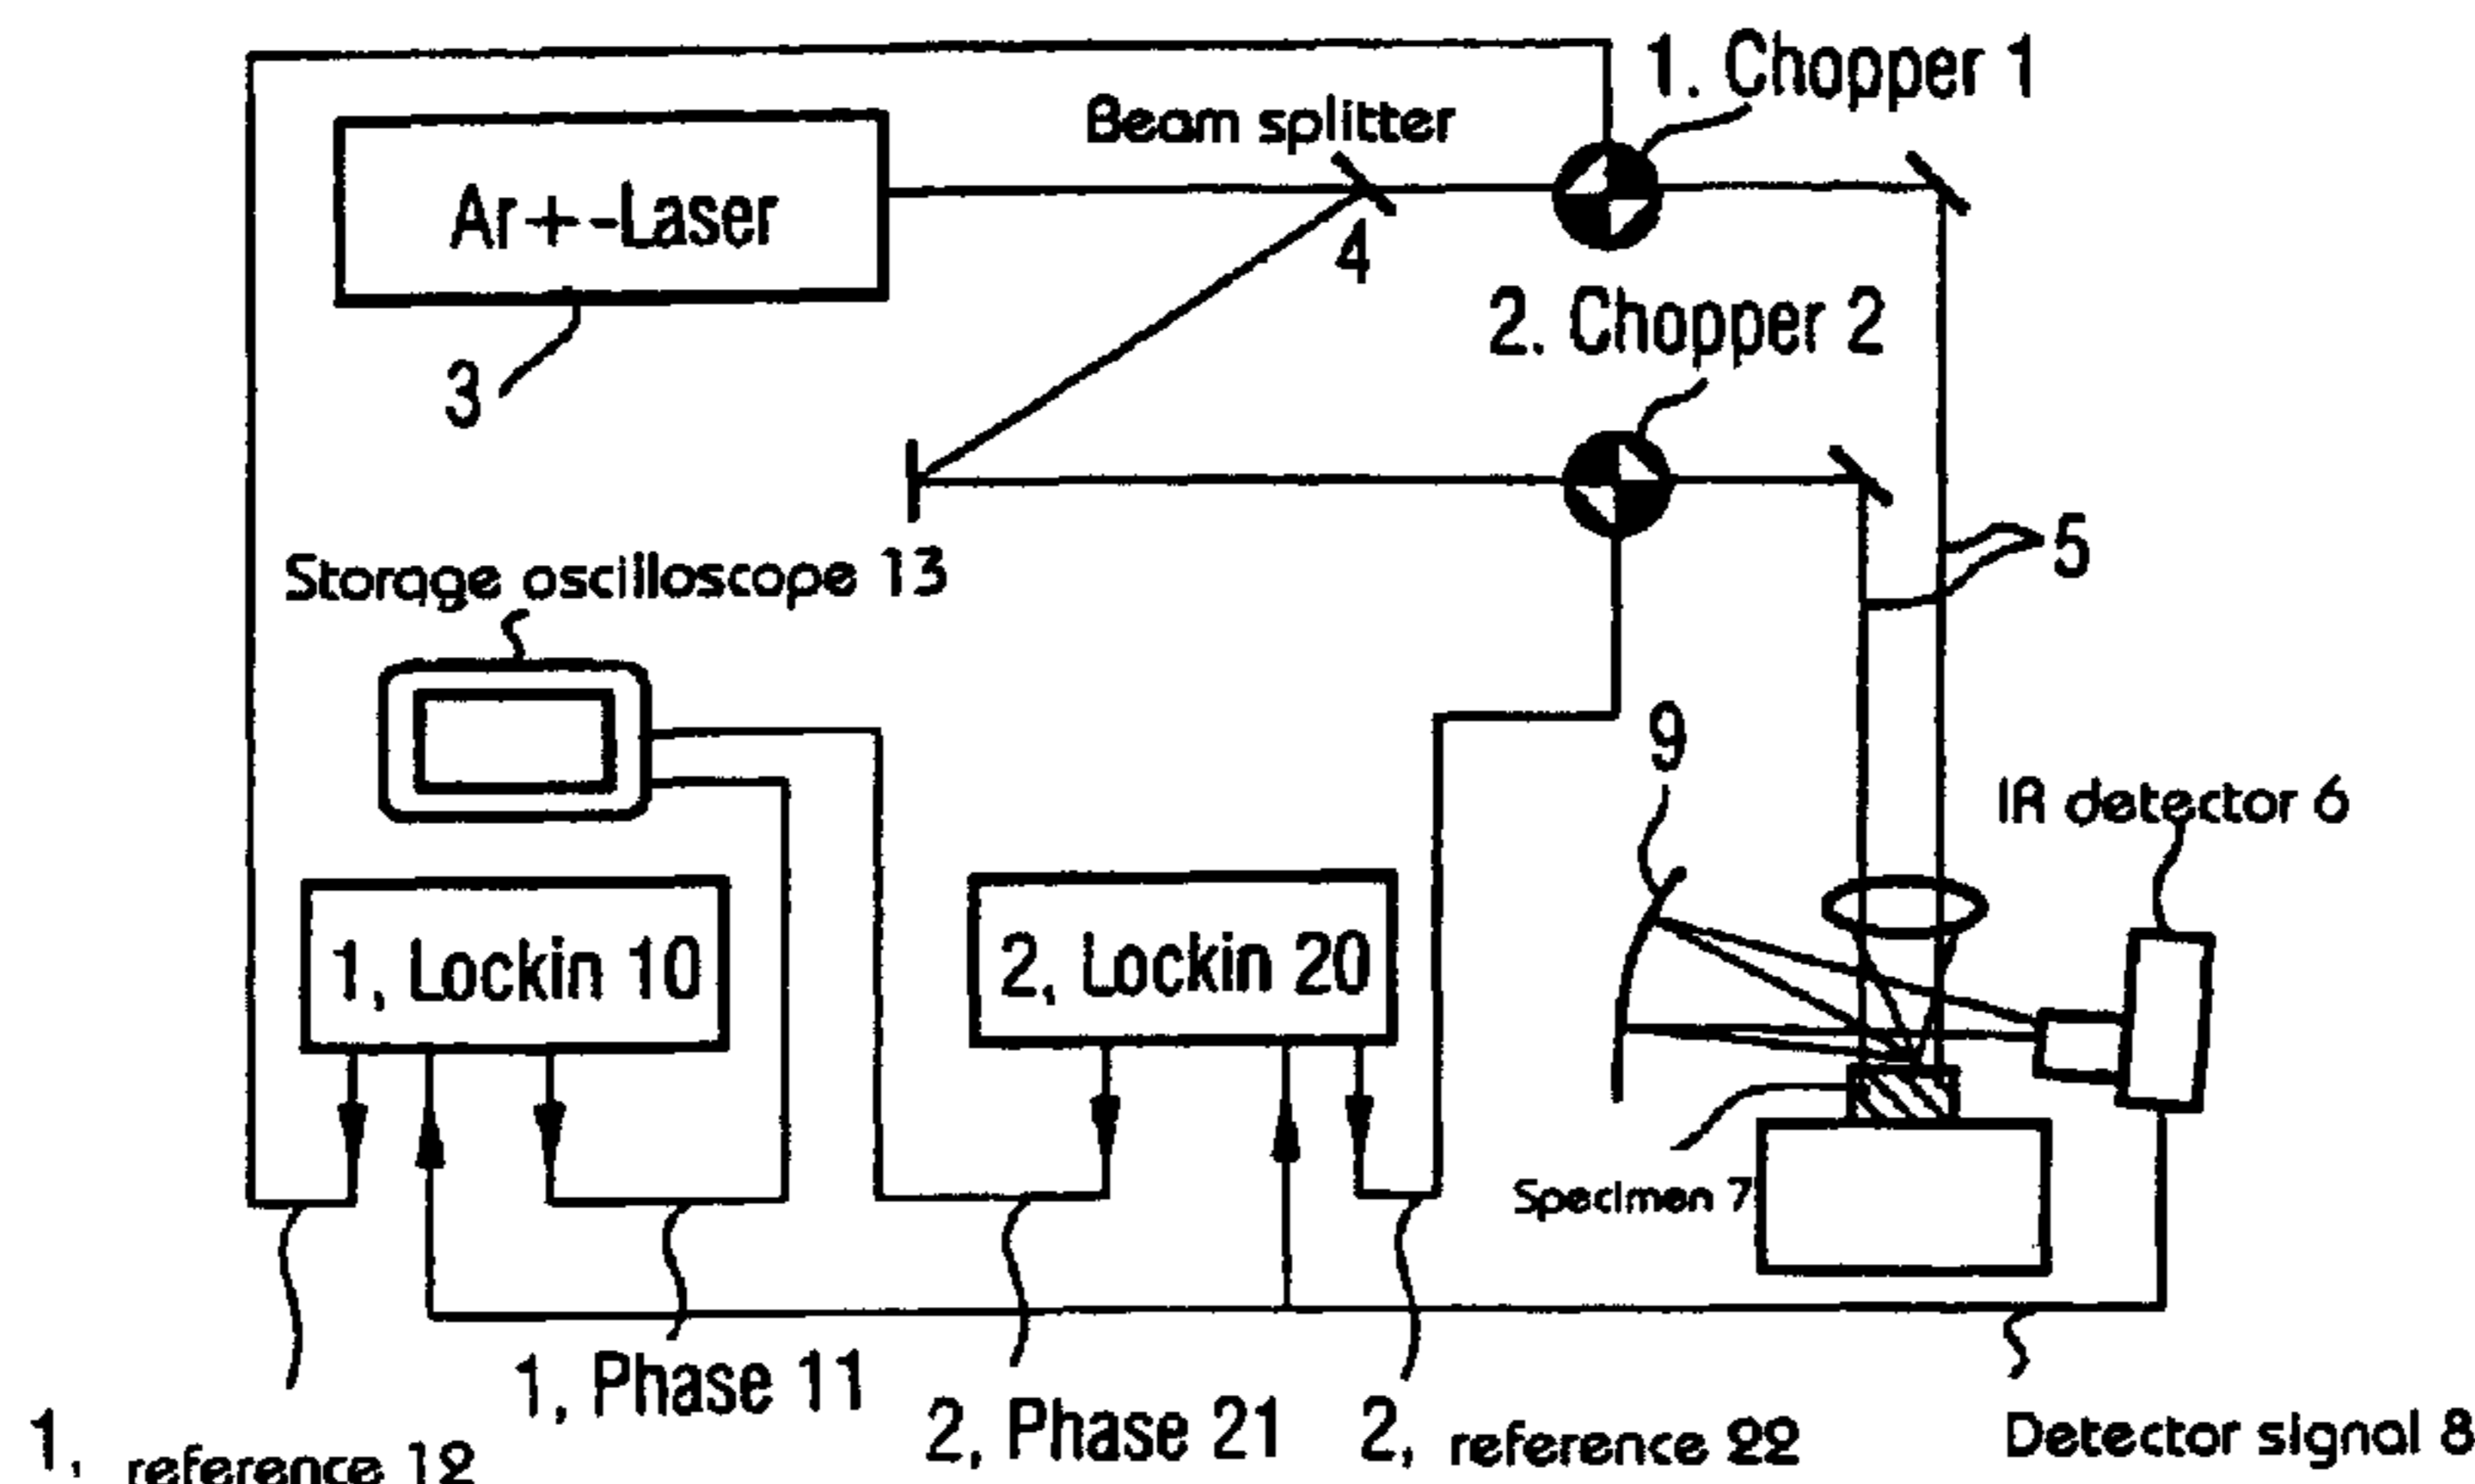 1. Chopper 1
Beam splitter
Ar+-Laser
4
2. Chopper 2
3
5
Storage oscilloscope 13
9
IR detector 6
1, Lockin 10
2, Lockin 20
Specimen 7
1, Phase 11
2, Phase 21
2, reference 22
Detector signal 8
1, reference 12